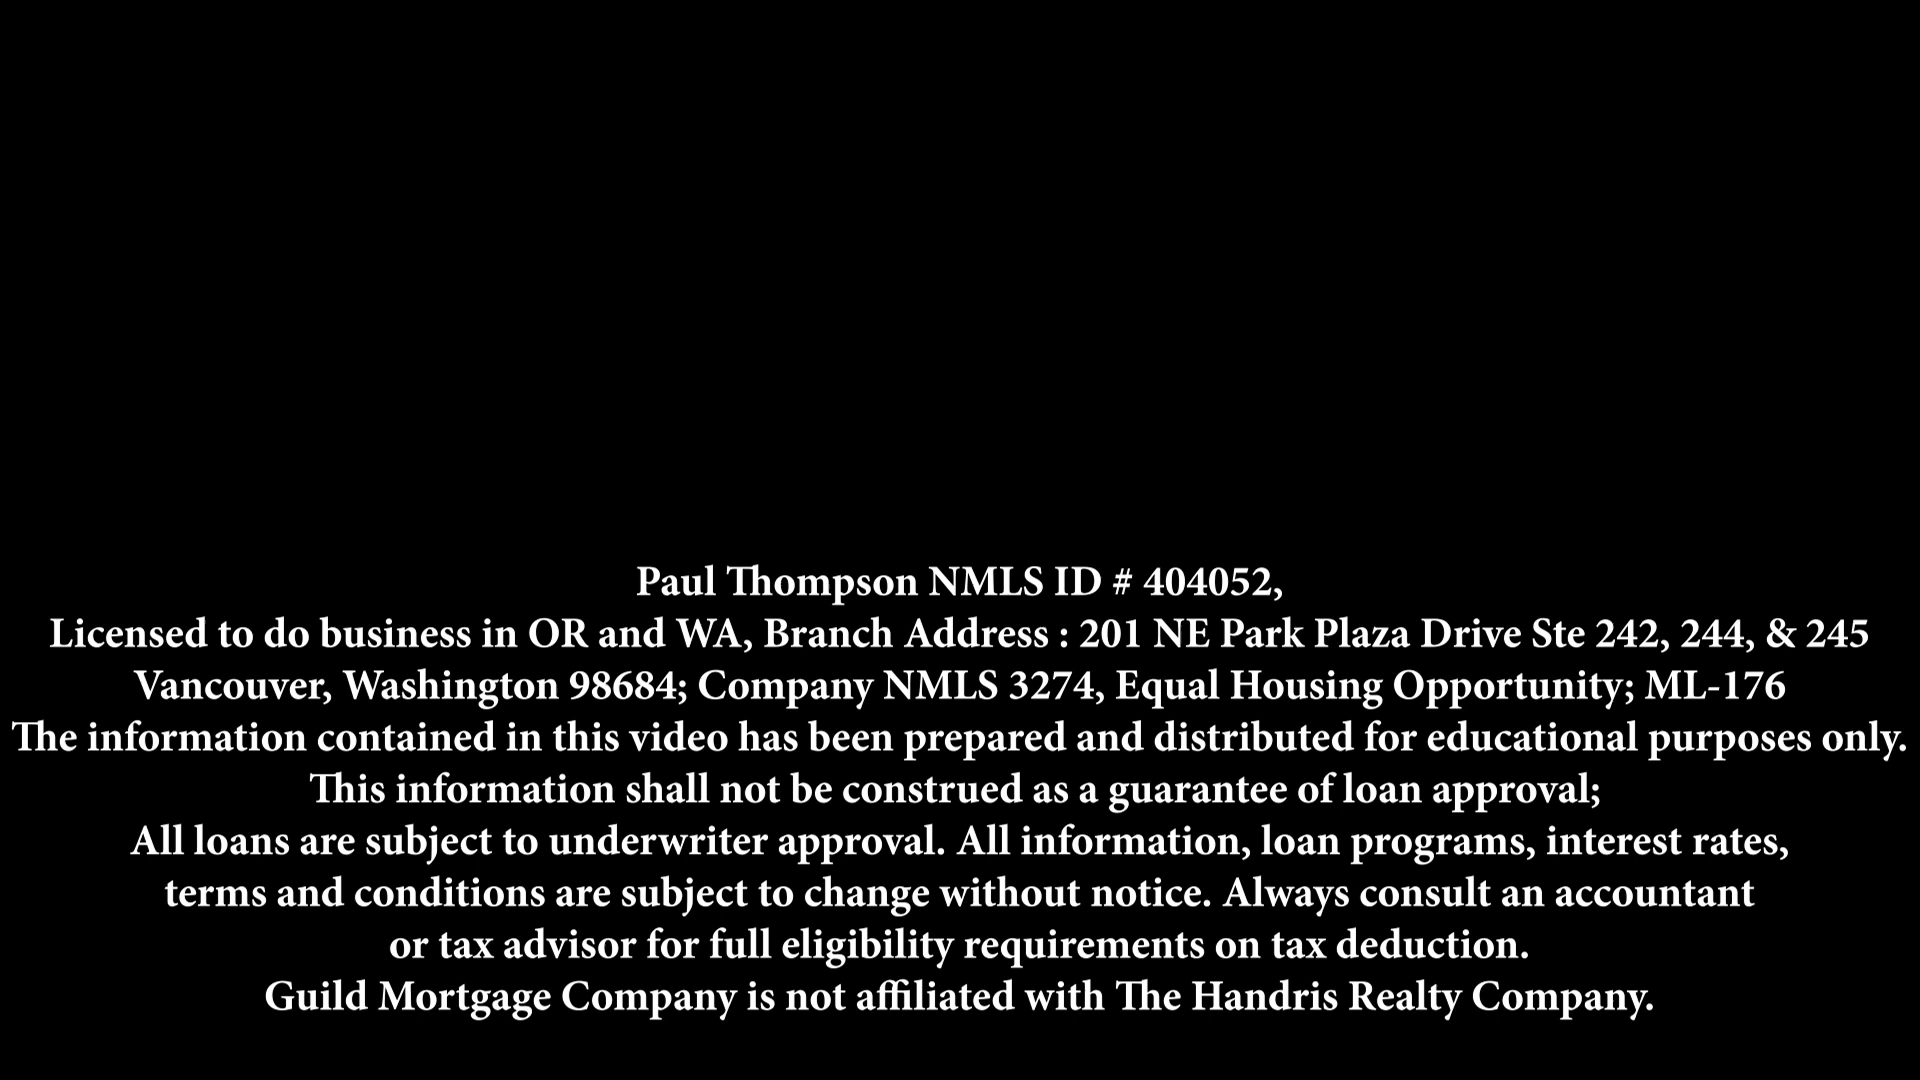 Paul Thompson NMLS ID # 404052,
Licensed to do business in OR and WA, Branch Address : 201 NE Park Plaza Drive Ste 242, 244, & 245
Vancouver, Washington 98684; Company NMLS 3274, Equal Housing Opportunity; ML-176
The information contained in this video has been prepared and distributed for educational purposes only.
This information shall not be construed as a guarantee of loan approval;
All loans are subject to underwriter approval. All information, loan programs, interest rates,
terms and conditions are subject to change without notice. Always consult an accountant
or tax advisor for full eligibility requirements on tax deduction.
Guild Mortgage Company is not affiliated with The Handris Realty Company.